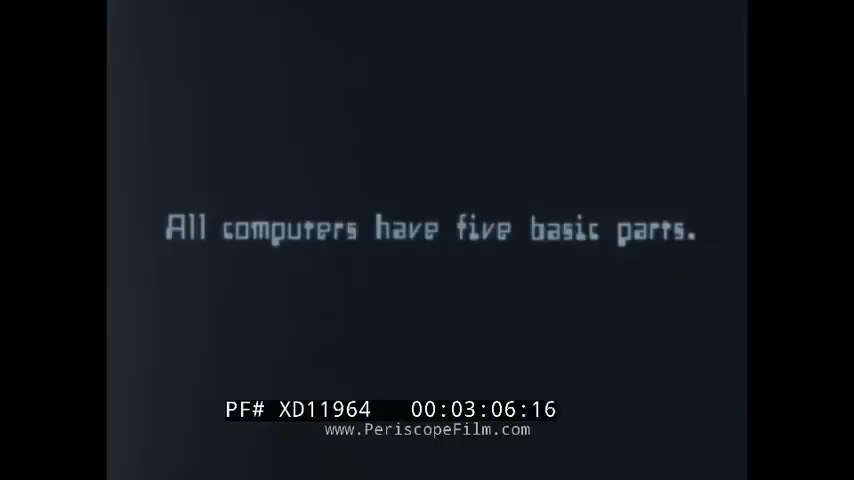 All computers have five basic parts.
PF# XD11964 00:03:06:16
www.PeriscopeFilm.com